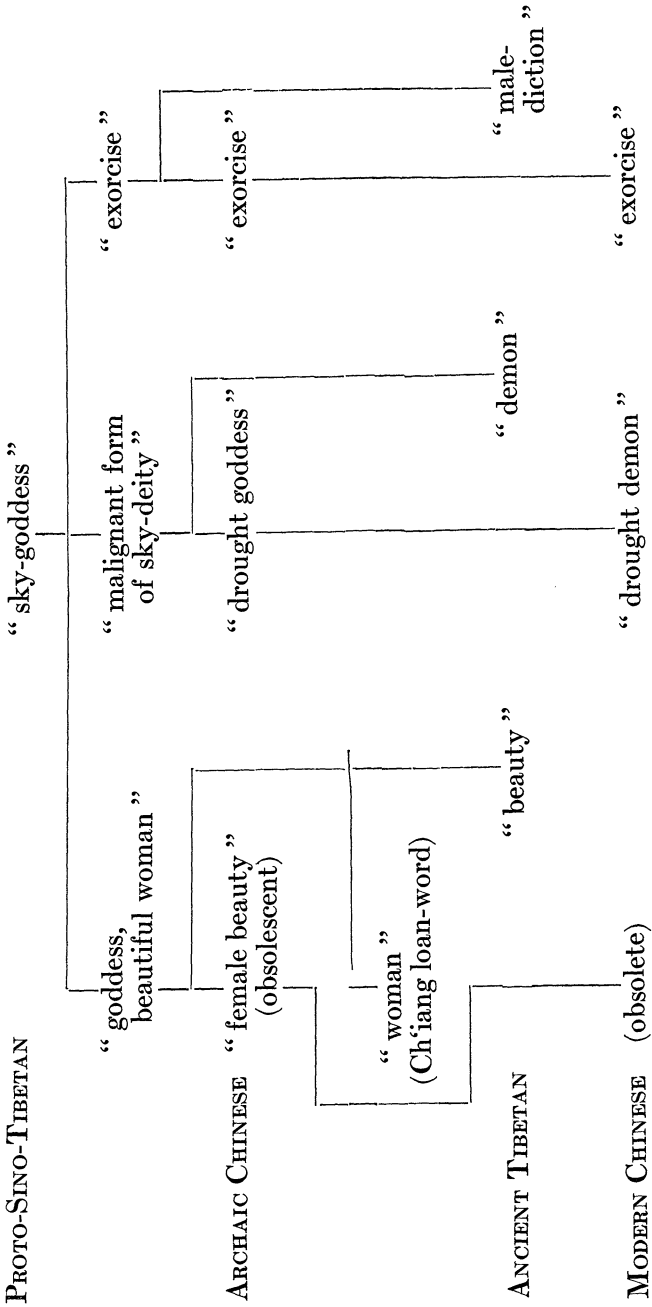 PROTO-SINO-TIBETAN
“sky-goddess”
“goddess,
beautiful woman”
“malignant form
of sky-deity”
“exorcise”
ARCHAIC CHINESE
“female beauty”
(obsolescent)
“drought goddess”
“exorcise”
“woman”
(Ch‘iang loan-word)
ANCIENT TIBETAN
“beauty”
“demon”
“male-
diction”
MODERN CHINESE
(obsolete)
“drought demon”
“exorcise”